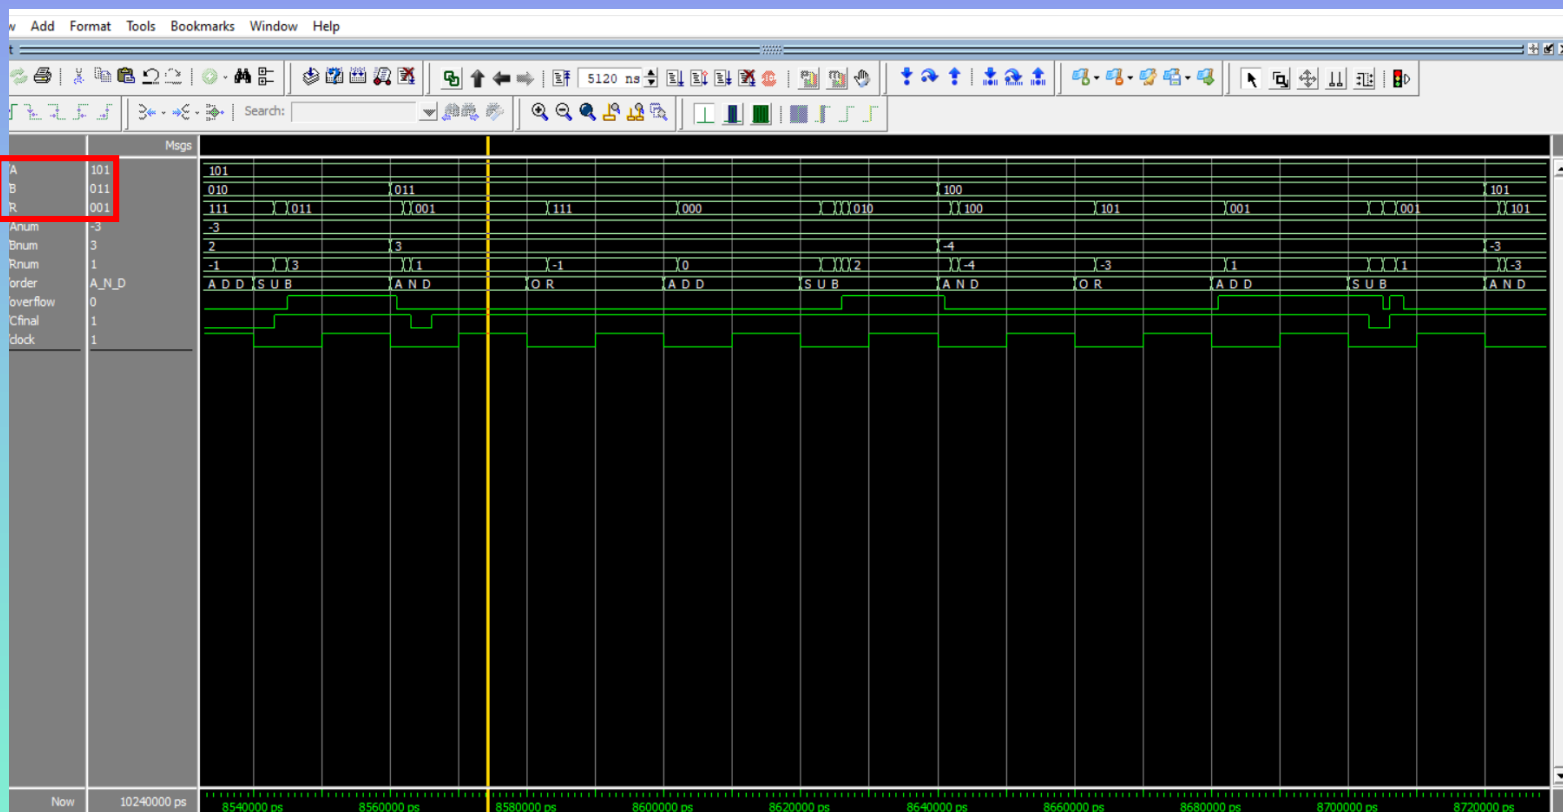 Add Format Tools Bookmarks Window Help
5120 ns
Search:
Msgs
A 101 101
B 011 010 011 100 101
R 001 111 011 001 111 000 010 100 101 001 001 101
Anum -3 -3
Bnum 3 2 3 -4 -3
Rnum 1 -1 3 1 -1 0 2 -4 -3 1 1 -3
order A_N_D A D D S U B A N D O R A D D S U B A N D O R A D D S U B A N D
overflow 0
Cfinal 1
clock 1
Now 10240000 ps 8540000 ps 8560000 ps 8580000 ps 8600000 ps 8620000 ps 8640000 ps 8660000 ps 8680000 ps 8700000 ps 8720000 ps